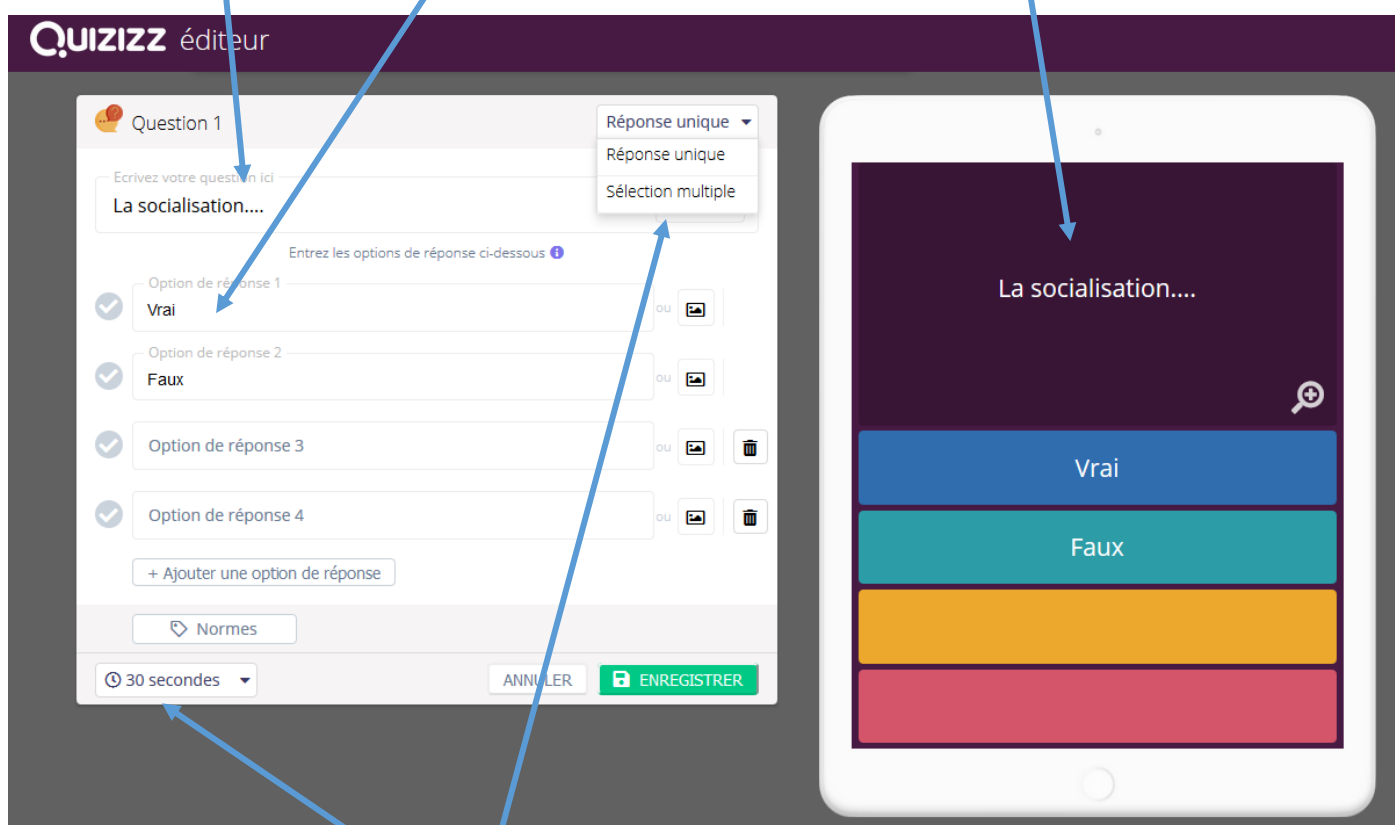 QUIZIZZ éditeur
Question 1
Réponse unique
Réponse unique
Sélection multiple
Ecrivez votre question ici
La socialisation....
Entrez les options de réponse ci-dessous
Option de réponse 1
Vrai
ou
Option de réponse 2
Faux
ou
Option de réponse 3
ou
Option de réponse 4
ou
+ Ajouter une option de réponse
Normes
30 secondes
ANNULER
ENREGISTRER
La socialisation....
Vrai
Faux